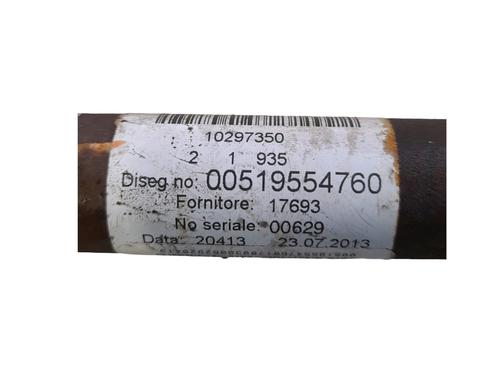 10297350
2 1 935
Diseg no: 00519554760
Fornitore: 17693
No seriale: 00629
Data: 20413 23.07.2013